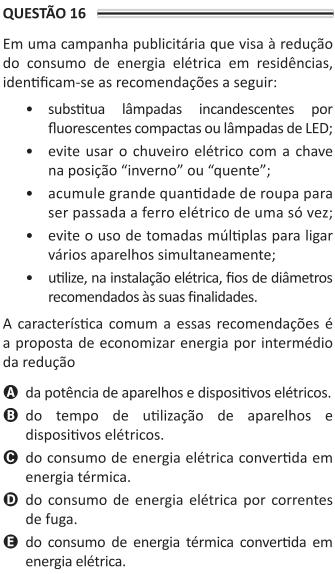 QUESTÃO 16
Em uma campanha publicitária que visa à redução
do consumo de energia elétrica em residências,
identificam-se as recomendações a seguir:
• substitua lâmpadas incandescentes por
fluorescentes compactas ou lâmpadas de LED;
• evite usar o chuveiro elétrico com a chave
na posição “inverno” ou “quente”;
• acumule grande quantidade de roupa para
ser passada a ferro elétrico de uma só vez;
• evite o uso de tomadas múltiplas para ligar
vários aparelhos simultaneamente;
• utilize, na instalação elétrica, fios de diâmetros
recomendados às suas finalidades.
A característica comum a essas recomendações é
a proposta de economizar energia por intermédio
da redução
A da potência de aparelhos e dispositivos elétricos.
B do tempo de utilização de aparelhos e
dispositivos elétricos.
C do consumo de energia elétrica convertida em
energia térmica.
D do consumo de energia elétrica por correntes
de fuga.
E do consumo de energia térmica convertida em
energia elétrica.